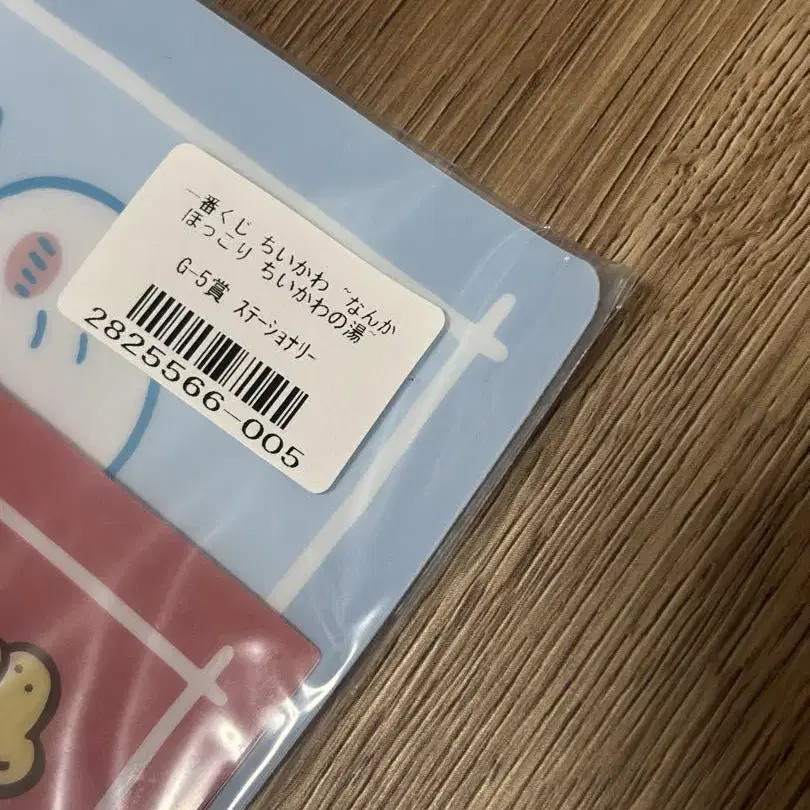 一番くじ ちいかわ ~なんか
ほっこり ちいかわの湯~
G-5賞 ｽﾃｰｼｮﾅﾘｰ
2825566-005